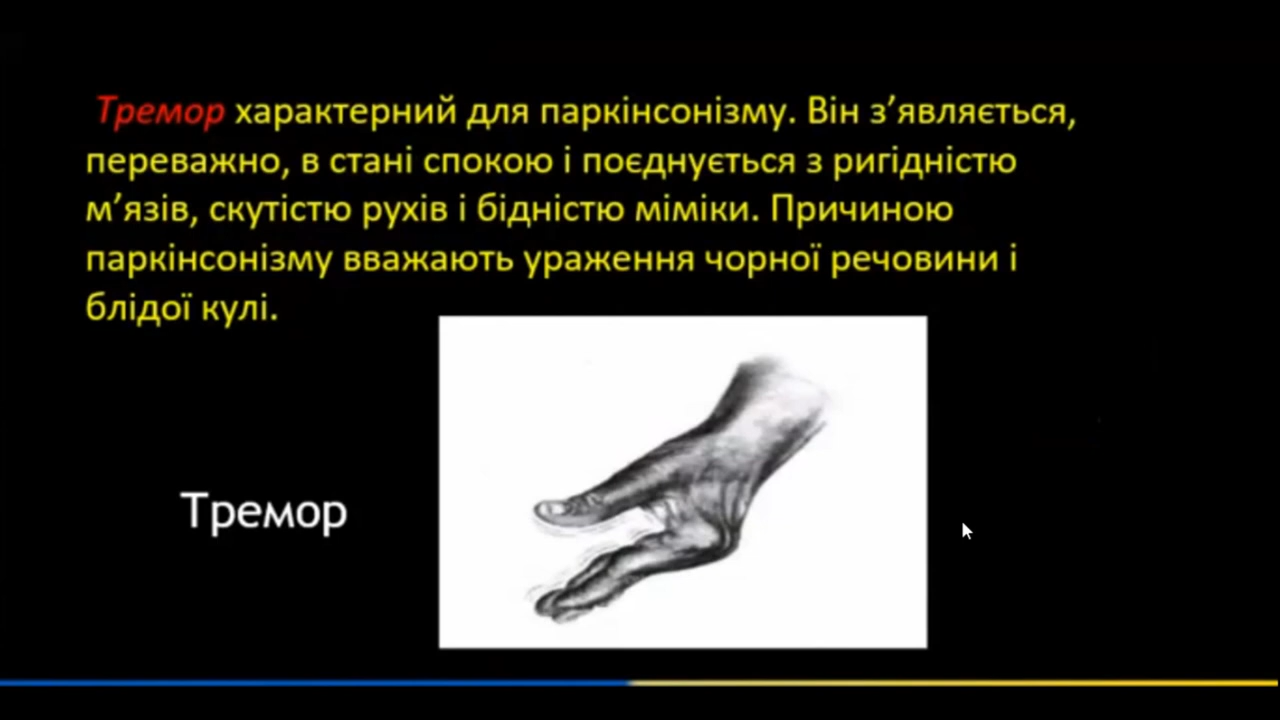 Тремор характерний для паркінсонізму. Він з’являється,
переважно, в стані спокою і поєднується з ригідністю
м’язів, скутістю рухів і бідністю міміки. Причиною
паркінсонізму вважають ураження чорної речовини і
блідої кулі.
Тремор